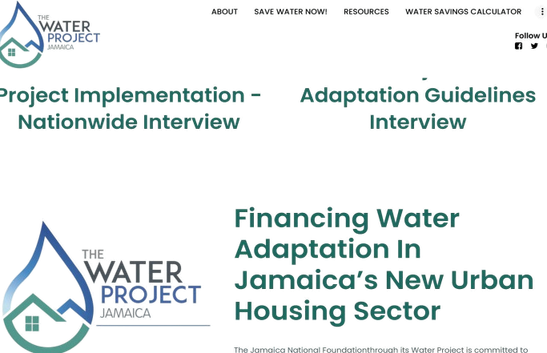 THE
WATER
PROJECT
JAMAICA
ABOUT SAVE WATER NOW! RESOURCES WATER SAVINGS CALCULATOR
Follow U
Project Implementation -
Nationwide Interview
Adaptation Guidelines
Interview
THE
WATER
PROJECT
JAMAICA
Financing Water
Adaptation In
Jamaica's New Urban
Housing Sector
The Jamaica National Foundationthrough its Water Project is committed to